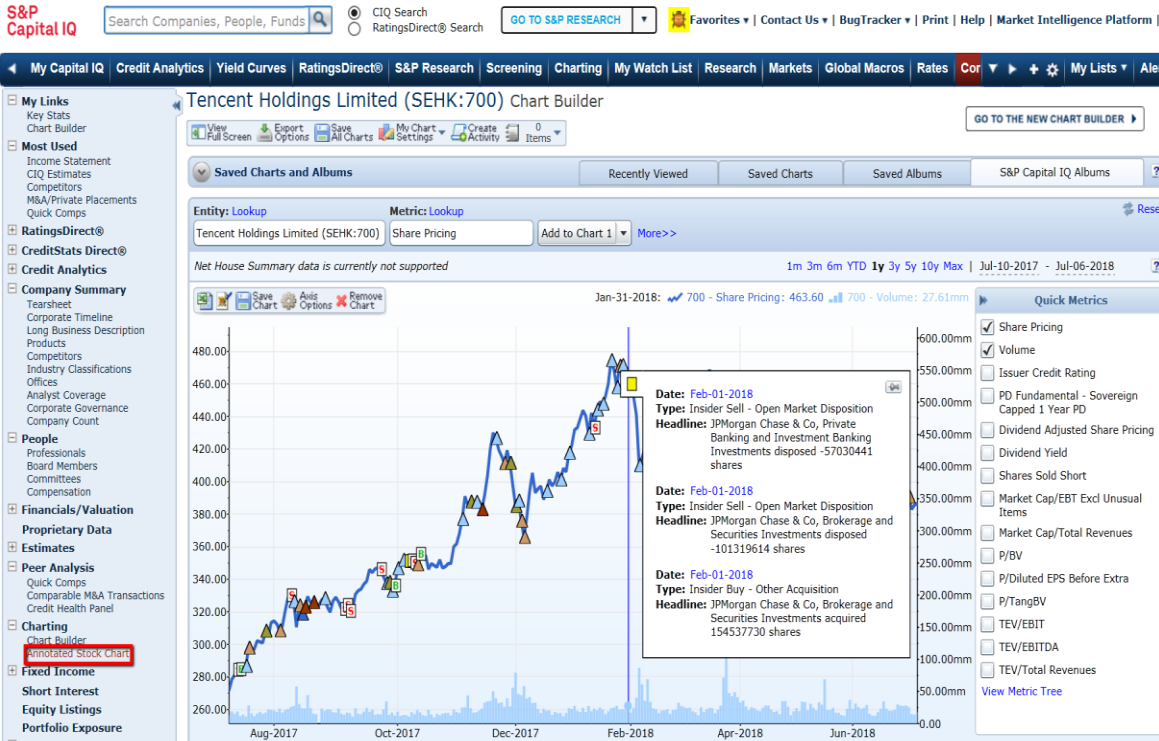 S&P
Capital IQ
Search Companies, People, Funds
CIQ Search
RatingsDirect® Search
GO TO S&P RESEARCH
Favorites | Contact Us | BugTracker | Print | Help | Market Intelligence Platform |
My Capital IQ | Credit Analytics | Yield Curves | RatingsDirect® | S&P Research | Screening | Charting | My Watch List | Research | Markets | Global Macros | Rates | Cor
My Lists | Ale
My Links
Key Stats
Chart Builder
Most Used
Income Statement
CIQ Estimates
Competitors
M&A/Private Placements
Quick Comps
RatingsDirect®
CreditStats Direct®
Credit Analytics
Company Summary
Tearsheet
Corporate Timeline
Long Business Description
Products
Competitors
Industry Classifications
Offices
Analyst Coverage
Corporate Governance
Company Count
People
Professionals
Board Members
Committees
Compensation
Financials/Valuation
Proprietary Data
Estimates
Peer Analysis
Quick Comps
Comparable M&A Transactions
Credit Health Panel
Charting
Chart Builder
Annotated Stock Chart
Fixed Income
Short Interest
Equity Listings
Portfolio Exposure
Tencent Holdings Limited (SEHK:700) Chart Builder
GO TO THE NEW CHART BUILDER
View Full Screen
Export Options
Save All Charts
My Chart Settings
Create Activity
0 Items
Saved Charts and Albums
Recently Viewed
Saved Charts
Saved Albums
S&P Capital IQ Albums
?
Entity: Lookup
Metric: Lookup
Rese
Tencent Holdings Limited (SEHK:700)
Share Pricing
Add to Chart 1
More>>
Net House Summary data is currently not supported
1m 3m 6m YTD 1y 3y 5y 10y Max | Jul-10-2017 - Jul-06-2018
?
Save Chart
Axis Options
Remove Chart
Jan-31-2018: 700 - Share Pricing: 463.60 700 - Volume: 27.61mm
480.00
460.00
440.00
420.00
400.00
380.00
360.00
340.00
320.00
300.00
280.00
260.00
600.00mm
550.00mm
500.00mm
450.00mm
400.00mm
350.00mm
300.00mm
250.00mm
200.00mm
150.00mm
100.00mm
50.00mm
0.00
S
S
B
S
B
S
S
S
Date: Feb-01-2018
Type: Insider Sell - Open Market Disposition
Headline: JPMorgan Chase & Co, Private
Banking and Investment Banking
Investments disposed -57030441
shares
Date: Feb-01-2018
Type: Insider Sell - Open Market Disposition
Headline: JPMorgan Chase & Co, Brokerage and
Securities Investments disposed
-101319614 shares
Date: Feb-01-2018
Type: Insider Buy - Other Acquisition
Headline: JPMorgan Chase & Co, Brokerage and
Securities Investments acquired
154537730 shares
Aug-2017
Oct-2017
Dec-2017
Feb-2018
Apr-2018
Jun-2018
Quick Metrics
Share Pricing
Volume
Issuer Credit Rating
PD Fundamental - Sovereign
Capped 1 Year PD
Dividend Adjusted Share Pricing
Dividend Yield
Shares Sold Short
Market Cap/EBT Excl Unusual
Items
Market Cap/Total Revenues
P/BV
P/Diluted EPS Before Extra
P/TangBV
TEV/EBIT
TEV/EBITDA
TEV/Total Revenues
View Metric Tree